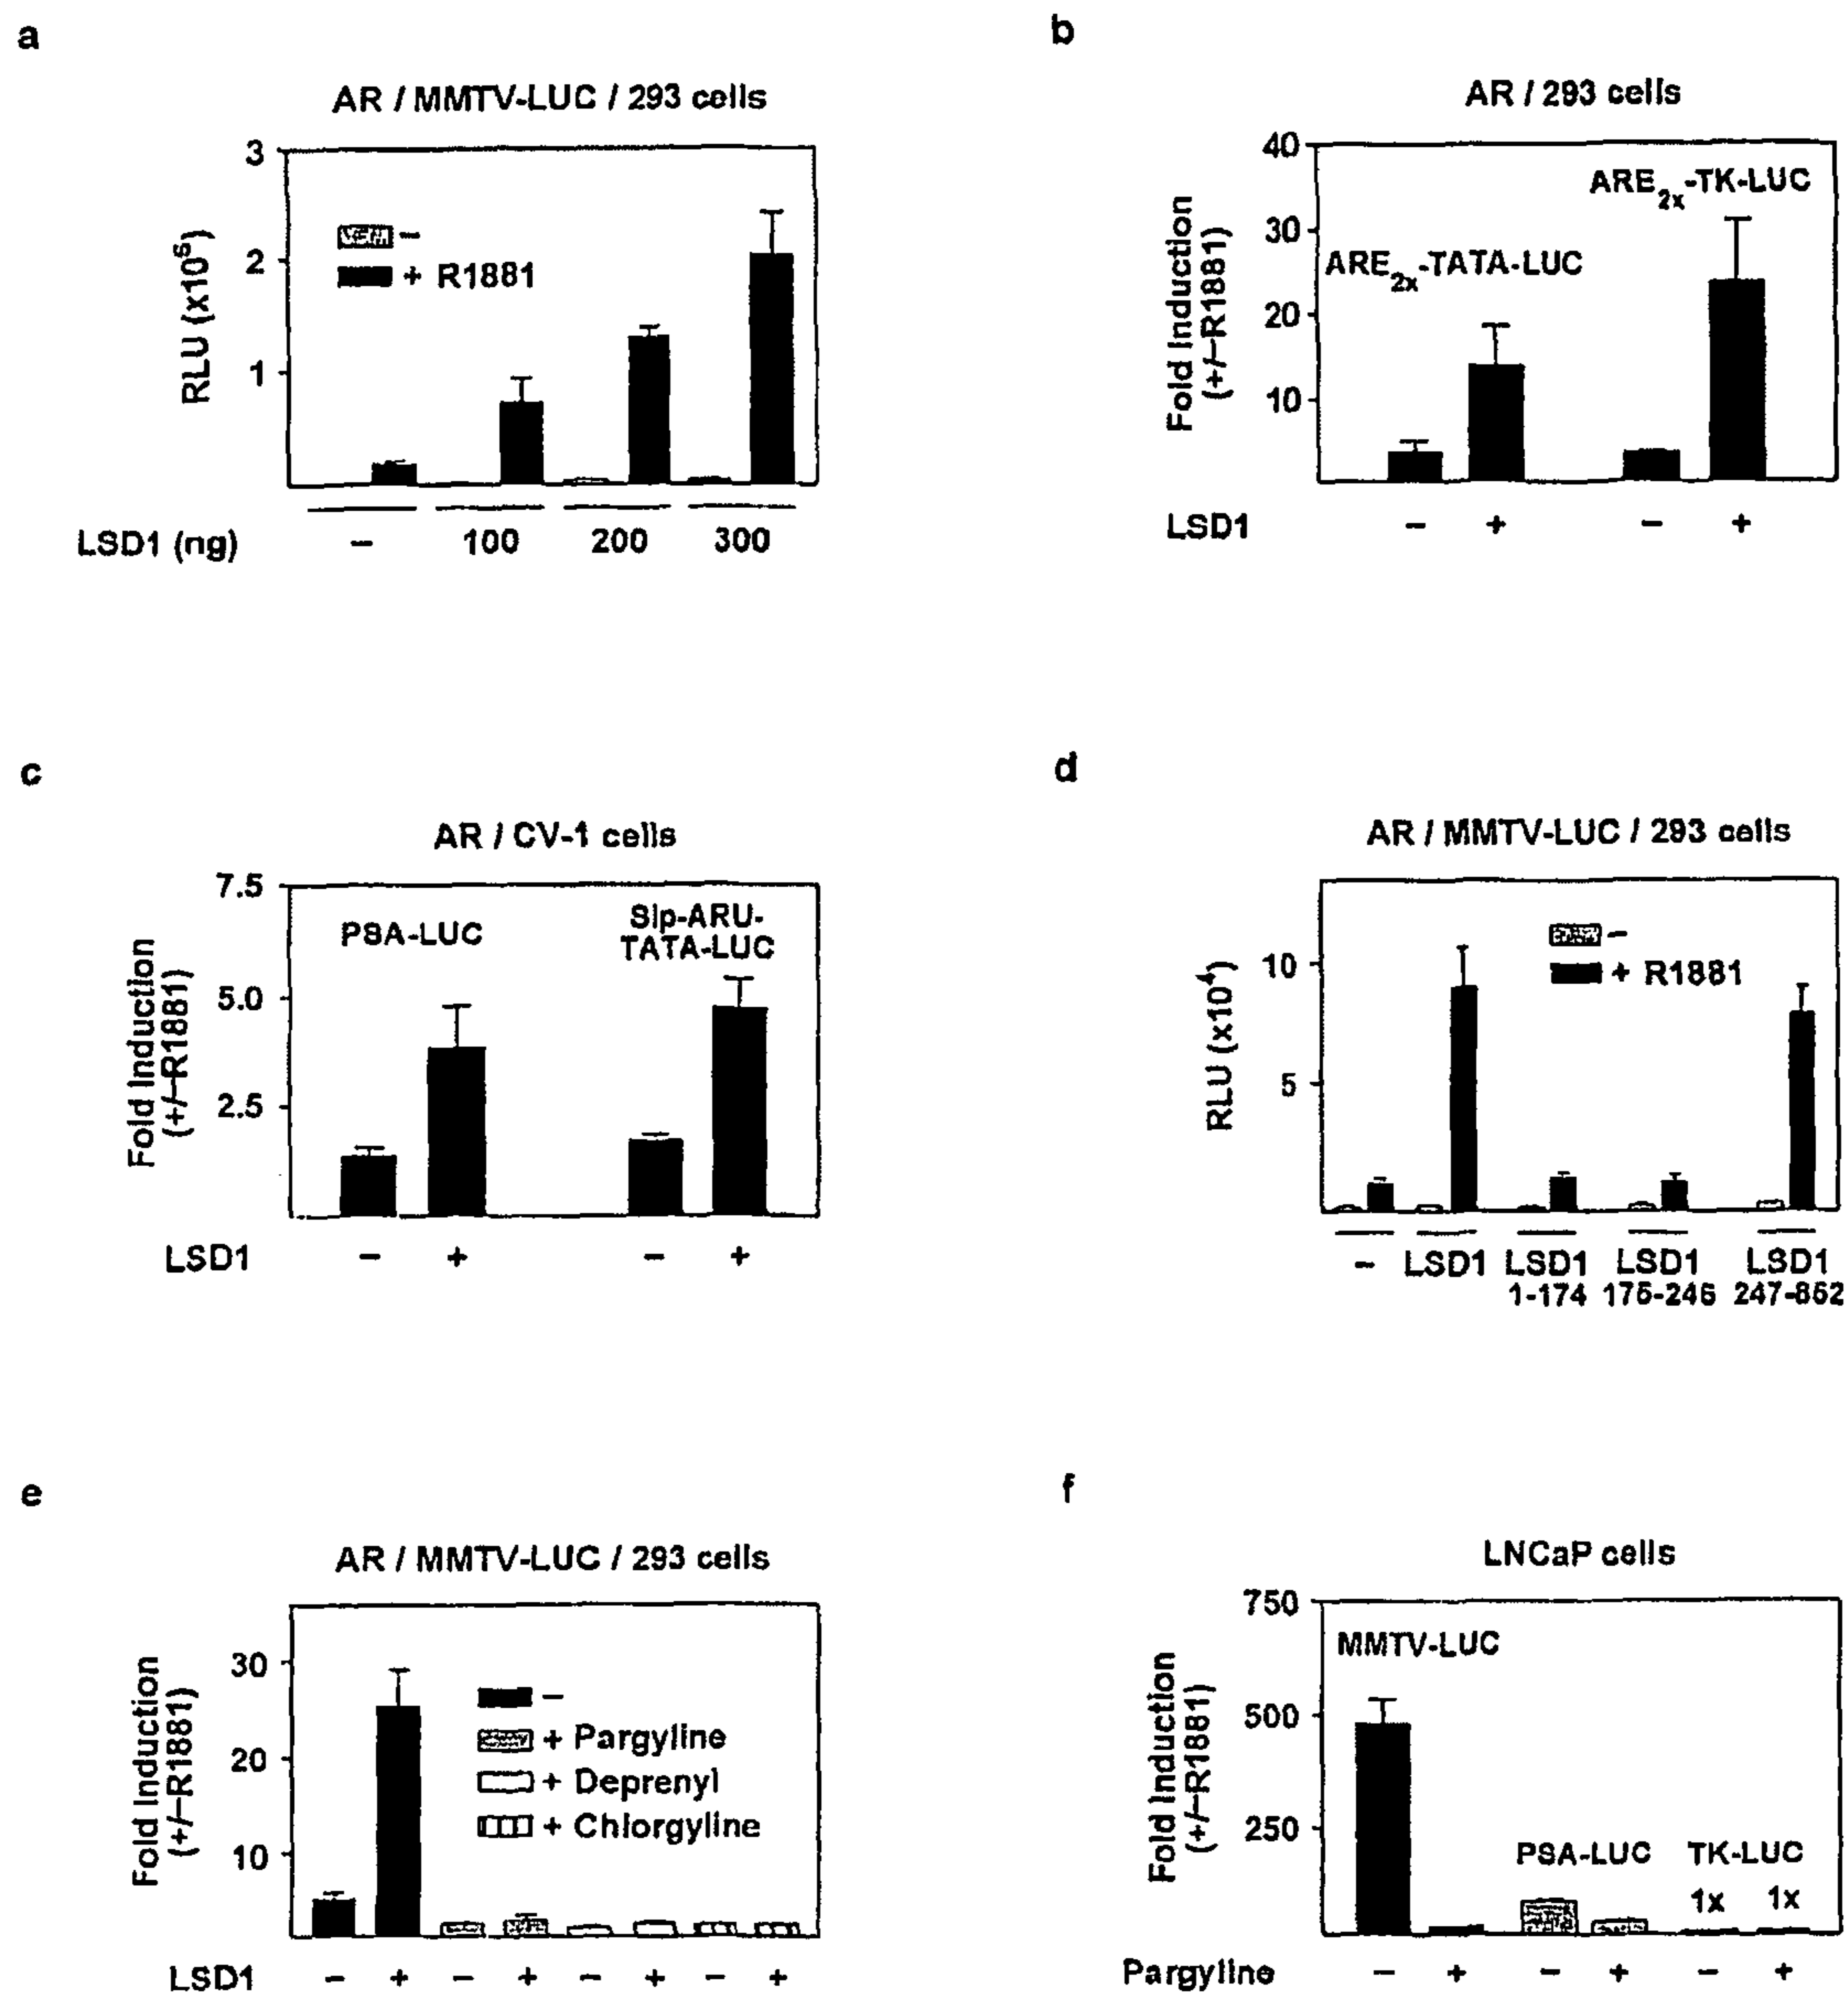 a
AR / MMTV-LUC / 293 cells
3
2
1
RLU (x10⁵)
–
+ R1881
LSD1 (ng)
– 100 200 300
b
AR / 293 cells
40
30
20
10
Fold Induction
(+/–R1881)
ARE2x-TK-LUC
ARE2x-TATA-LUC
LSD1 – + – +
c
AR / CV-1 cells
7.5
5.0
2.5
Fold Induction
(+/–R1881)
PSA-LUC
Slp-ARU-
TATA-LUC
LSD1 – + – +
d
AR / MMTV-LUC / 293 cells
10
5
RLU (x10⁴)
–
+ R1881
– LSD1 LSD1 LSD1 LSD1
1-174 175-246 247-852
e
AR / MMTV-LUC / 293 cells
30
20
10
Fold Induction
(+/–R1881)
–
+ Pargyline
+ Deprenyl
+ Chlorgyline
LSD1 – + – + – + – +
f
LNCaP cells
750
500
250
Fold Induction
(+/–R1881)
MMTV-LUC
PSA-LUC TK-LUC
1x 1x
Pargyline – + – + – +